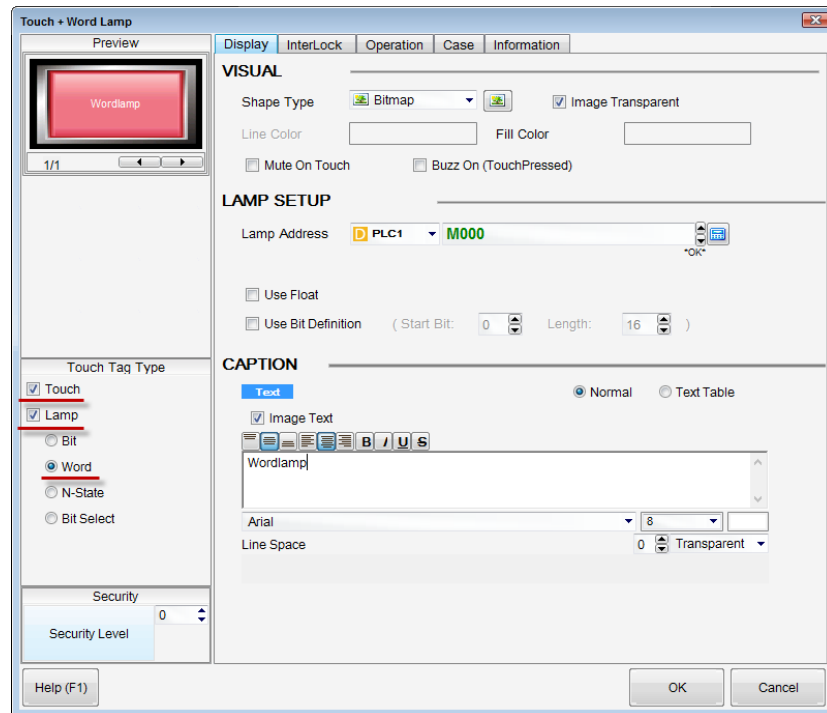 Touch + Word Lamp
Preview
Wordlamp
1/1
Touch Tag Type
Touch
Lamp
Bit
Word
N-State
Bit Select
Security
0
Security Level
Display InterLock Operation Case Information
VISUAL
Shape Type Bitmap Image Transparent
Line Color Fill Color
Mute On Touch Buzz On (TouchPressed)
LAMP SETUP
Lamp Address D PLC1 M000
*OK*
Use Float
Use Bit Definition ( Start Bit: 0 Length: 16 )
CAPTION
Text Normal Text Table
Image Text
B I U S
Wordlamp
Arial 8
Line Space 0 Transparent
Help (F1) OK Cancel